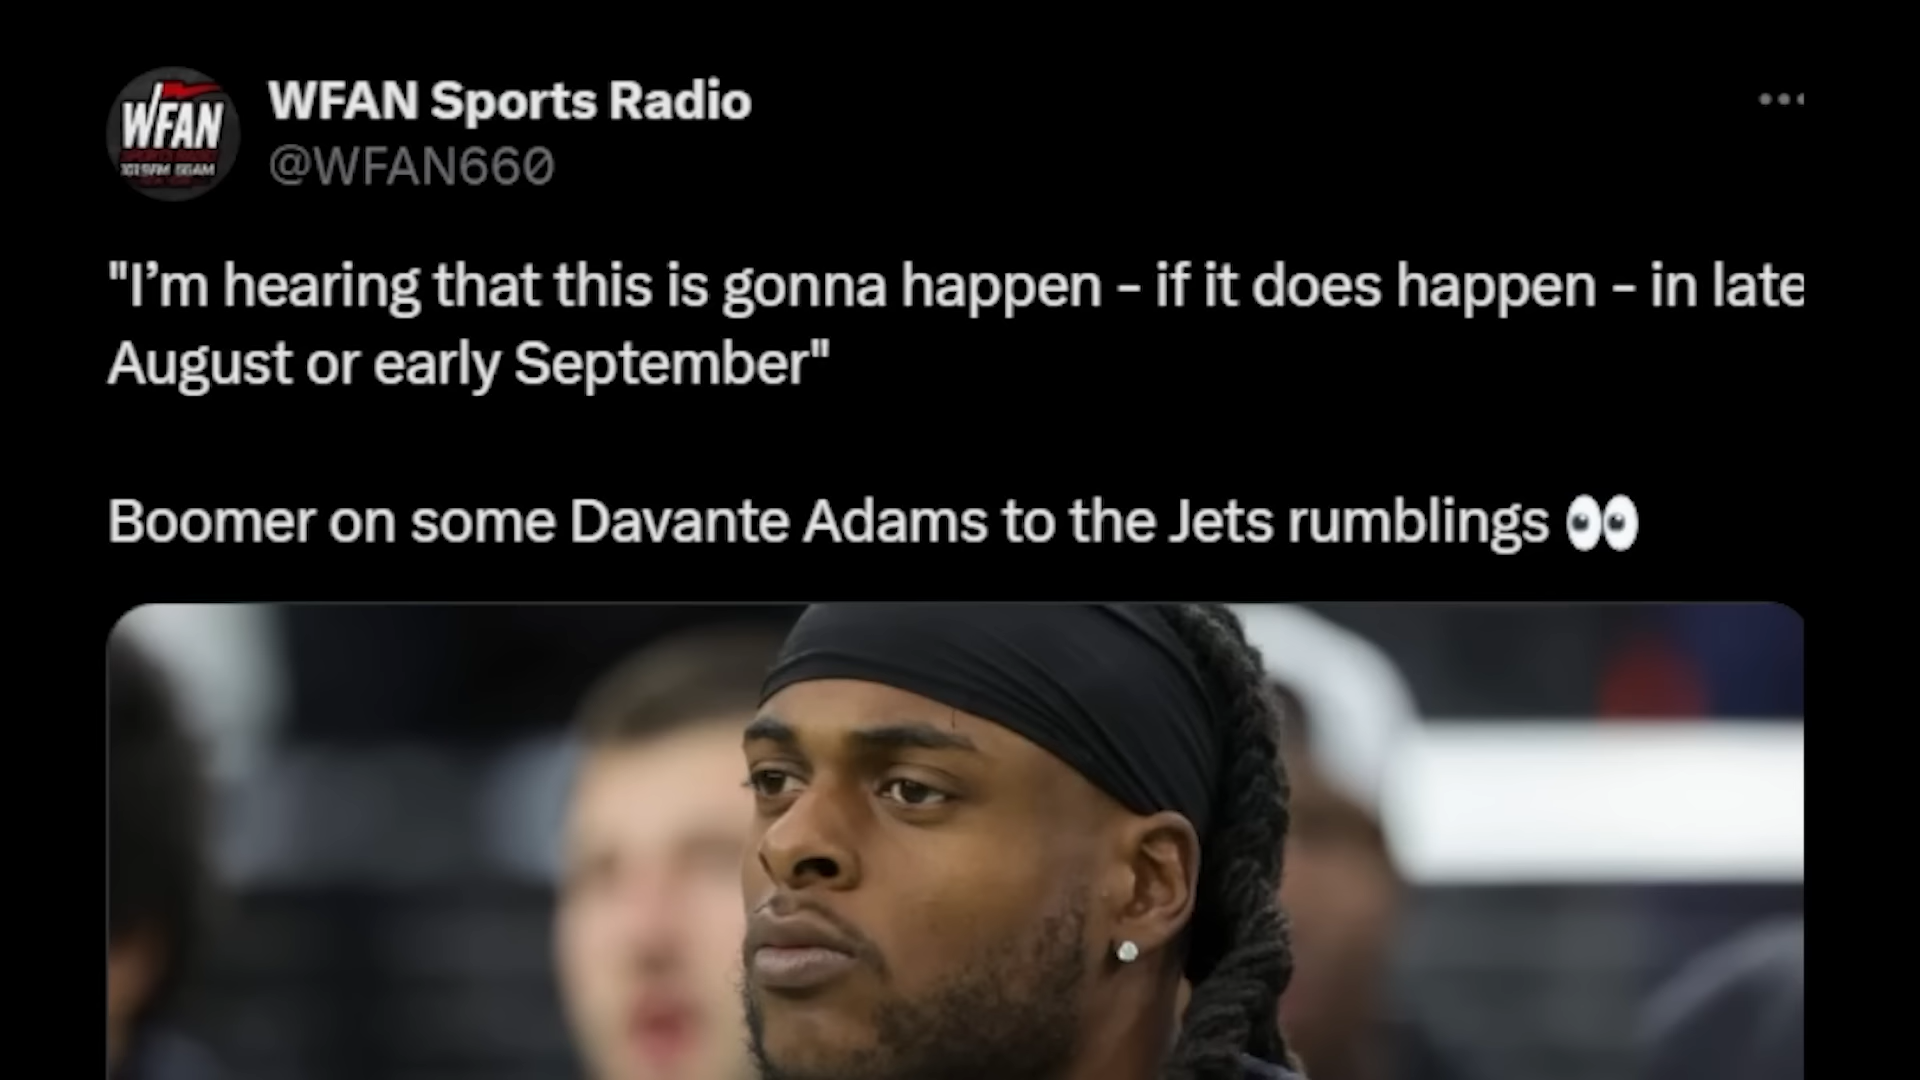 WFAN
WFAN Sports Radio
@WFAN660
"I’m hearing that this is gonna happen - if it does happen - in late
August or early September"
Boomer on some Davante Adams to the Jets rumblings 👀